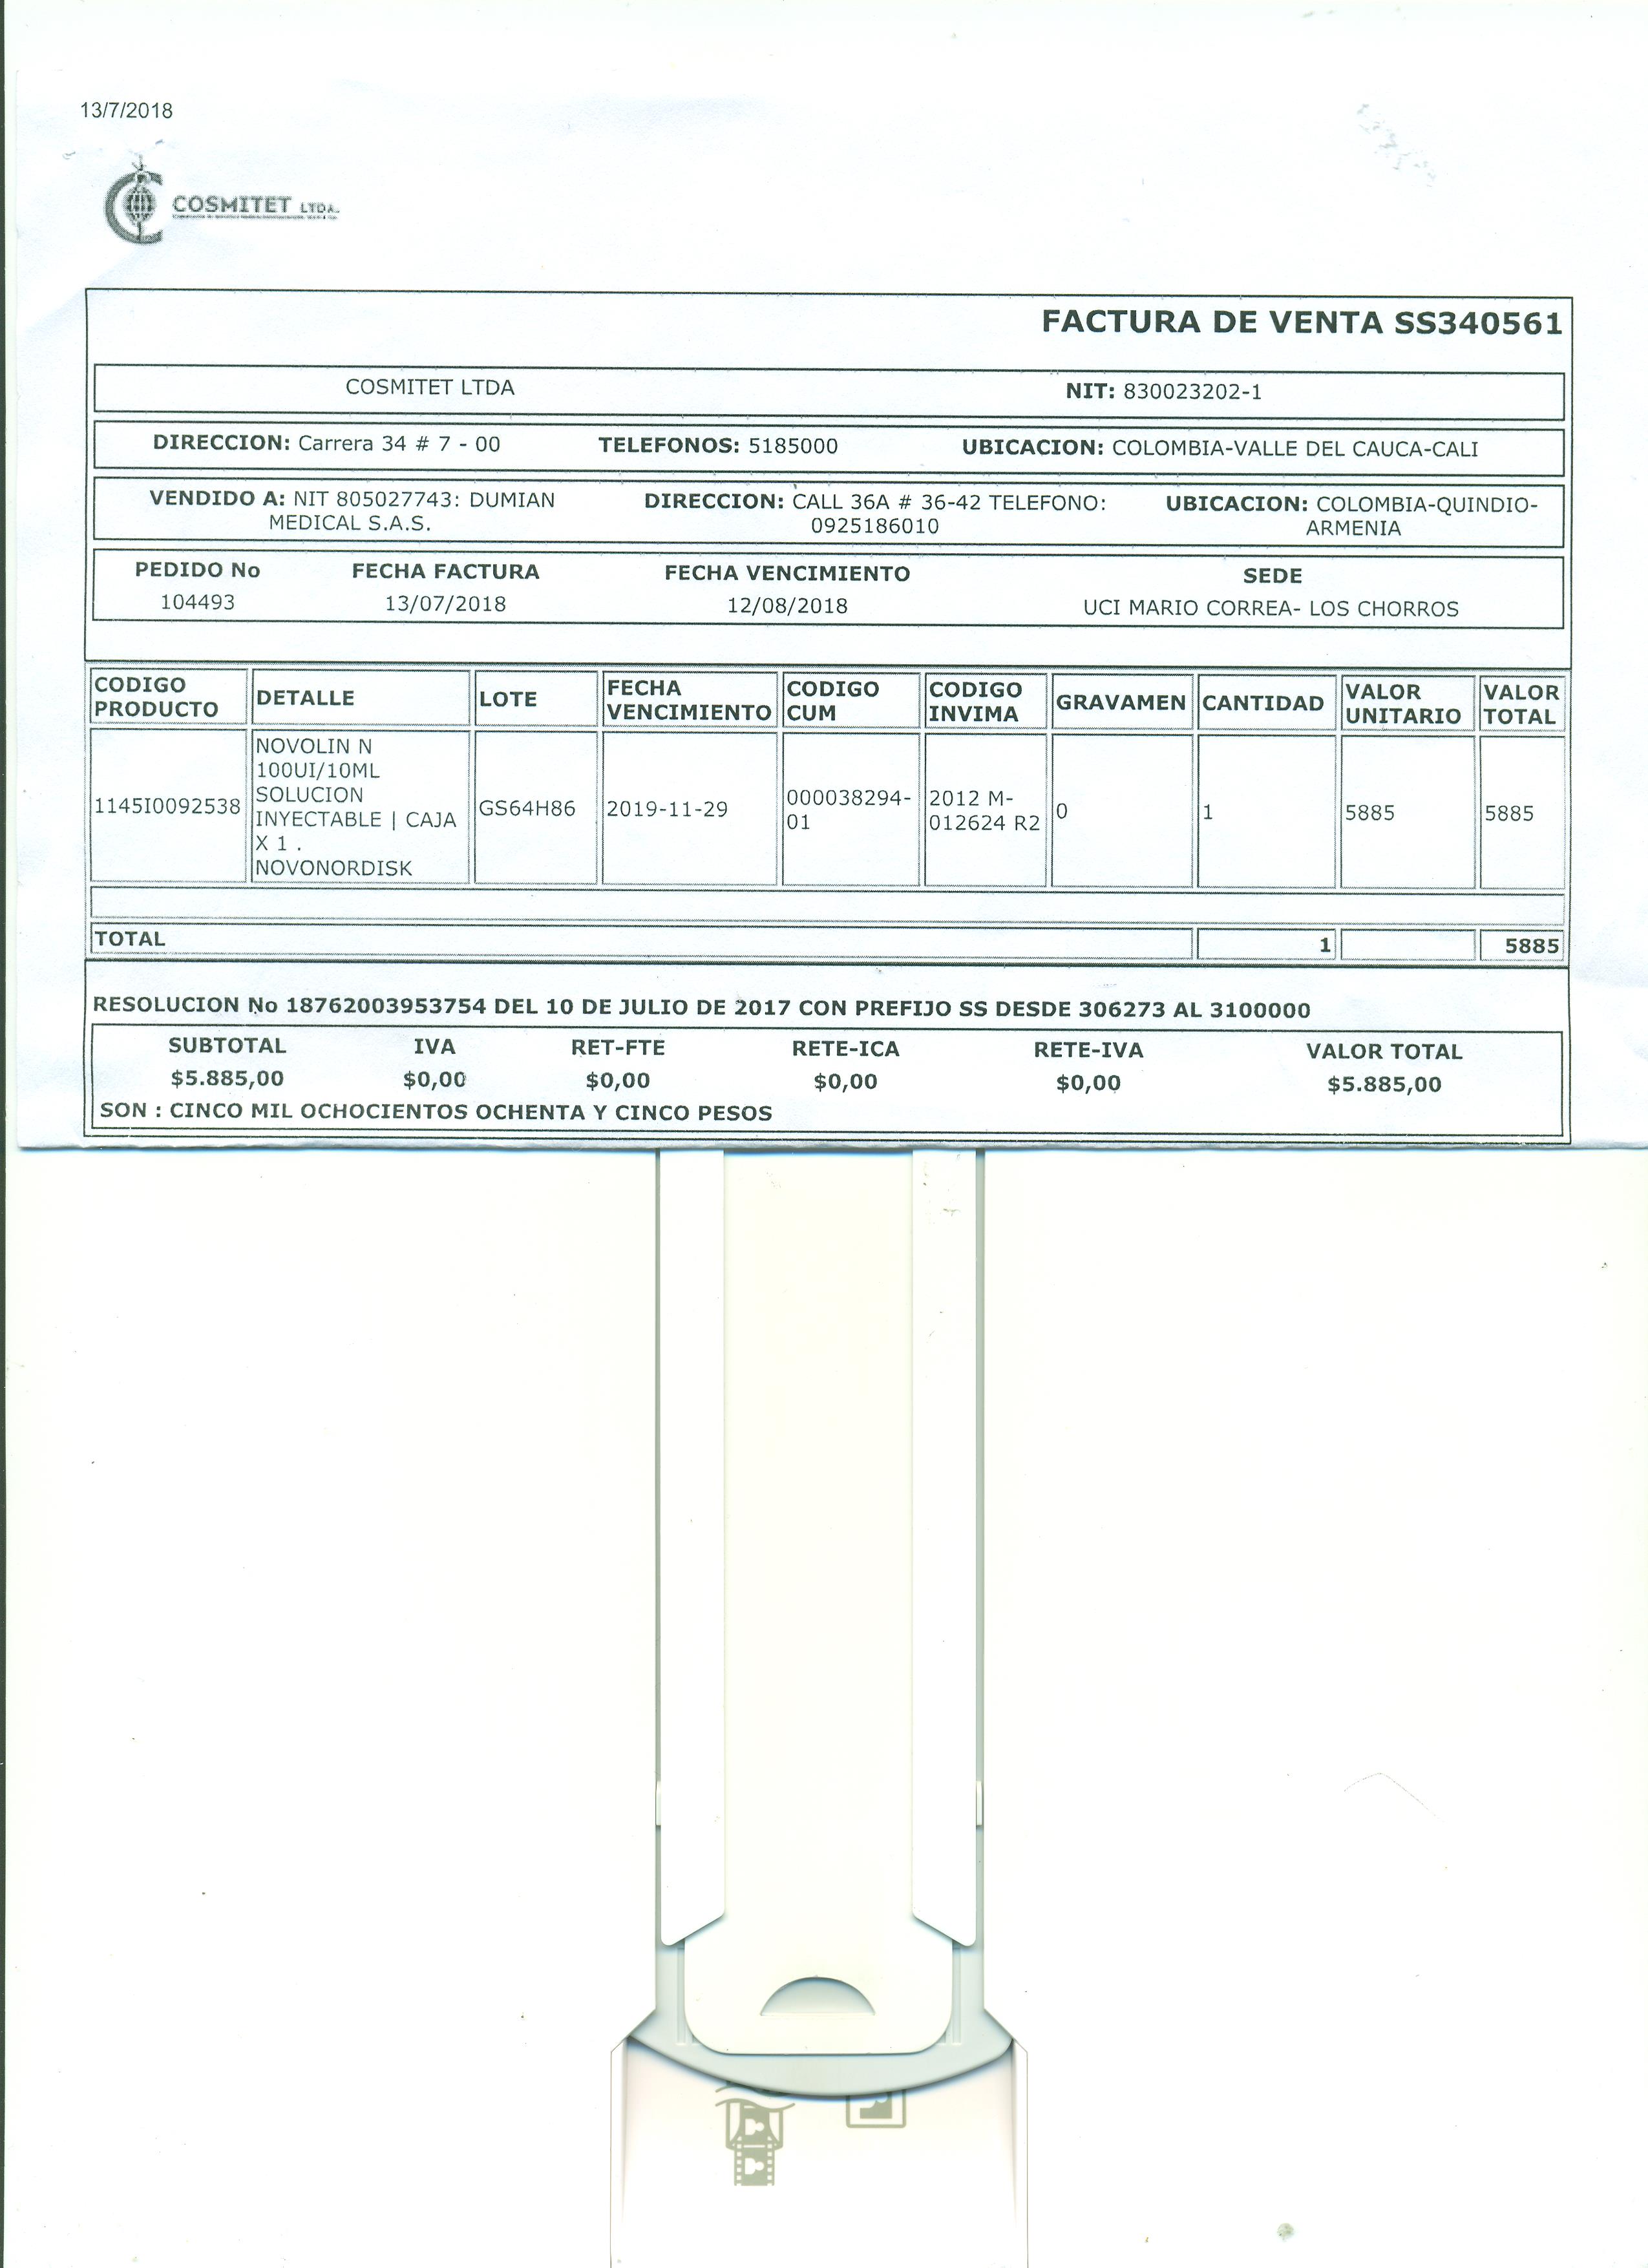 13/7/2018
COSMITET LTDA.
FACTURA DE VENTA SS340561
COSMITET LTDA NIT: 830023202-1
DIRECCION: Carrera 34 # 7 - 00 TELEFONOS: 5185000 UBICACION: COLOMBIA-VALLE DEL CAUCA-CALI
VENDIDO A: NIT 805027743: DUMIAN
MEDICAL S.A.S.
DIRECCION: CALL 36A # 36-42 TELEFONO:
0925186010
UBICACION: COLOMBIA-QUINDIO-
ARMENIA
PEDIDO No FECHA FACTURA FECHA VENCIMIENTO SEDE
104493 13/07/2018 12/08/2018 UCI MARIO CORREA- LOS CHORROS
CODIGO
PRODUCTO
DETALLE
LOTE
FECHA
VENCIMIENTO
CODIGO
CUM
CODIGO
INVIMA
GRAVAMEN
CANTIDAD
VALOR
UNITARIO
VALOR
TOTAL
1145I0092538
NOVOLIN N
100UI/10ML
SOLUCION
INYECTABLE | CAJA
X 1 .
NOVONORDISK
GS64H86
2019-11-29
000038294-
01
2012 M-
012624 R2
0
1
5885
5885
TOTAL 1 5885
RESOLUCION No 18762003953754 DEL 10 DE JULIO DE 2017 CON PREFIJO SS DESDE 306273 AL 3100000
SUBTOTAL IVA RET-FTE RETE-ICA RETE-IVA VALOR TOTAL
$5.885,00 $0,00 $0,00 $0,00 $0,00 $5.885,00
SON : CINCO MIL OCHOCIENTOS OCHENTA Y CINCO PESOS